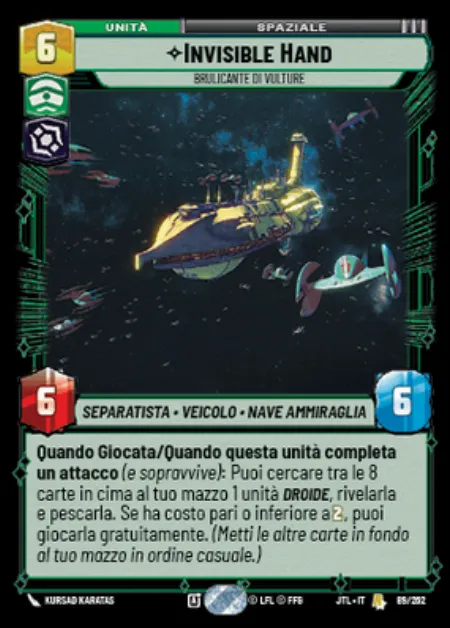 UNITÀ
SPAZIALE
6
INVISIBLE HAND
BRULICANTE DI VULTURE
6
SEPARATISTA • VEICOLO • NAVE AMMIRAGLIA
6
Quando Giocata/Quando questa unità completa
un attacco (e sopravvive): Puoi cercare tra le 8
carte in cima al tuo mazzo 1 unità DROIDE, rivelarla
e pescarla. Se ha costo pari o inferiore a 2, puoi
giocarla gratuitamente. (Metti le altre carte in fondo
al tuo mazzo in ordine casuale.)
KURSAD KARATAS
© LFL © FFG
JTL • IT
89/262